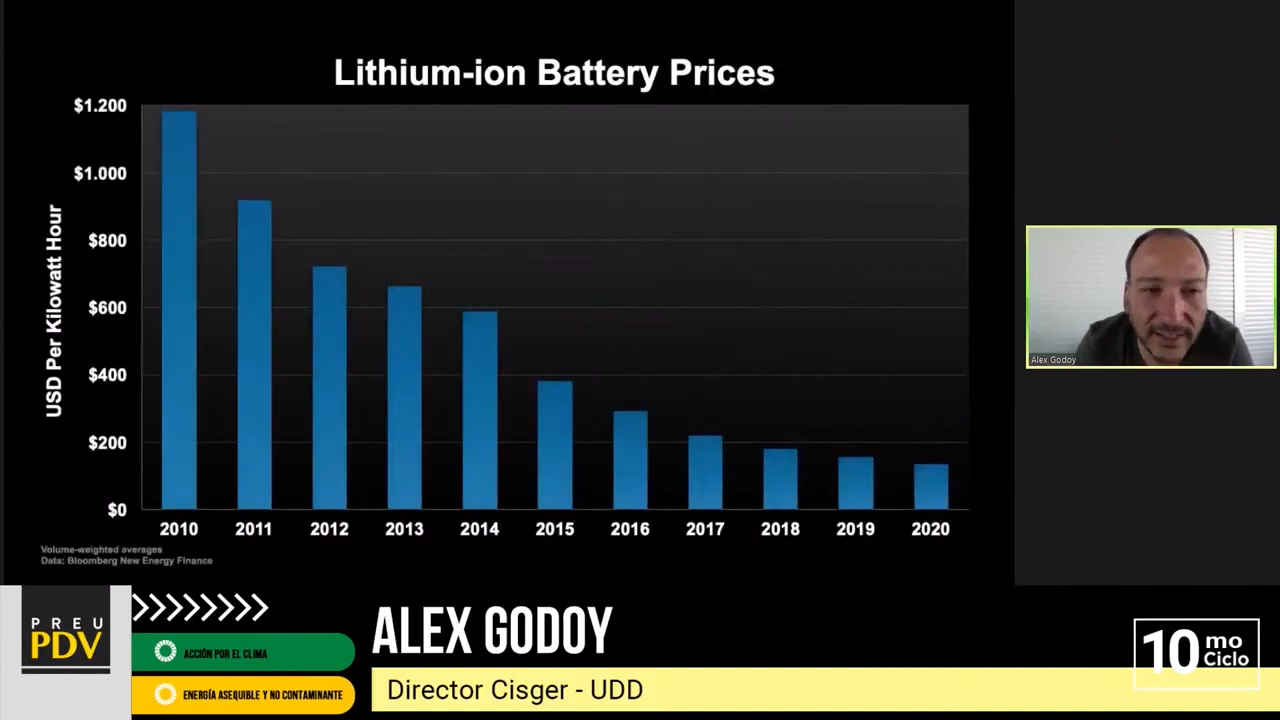 Lithium-ion Battery Prices
$1.200
$1.000
$800
$600
$400
$200
$0
USD Per Kilowatt Hour
2010 2011 2012 2013 2014 2015 2016 2017 2018 2019 2020
Volume-weighted averages
Data: Bloomberg New Energy Finance
Alex Godoy
PREU
PDV
ACCIÓN POR EL CLIMA
ENERGÍA ASEQUIBLE Y NO CONTAMINANTE
ALEX GODOY
Director Cisger - UDD
10 mo
Ciclo